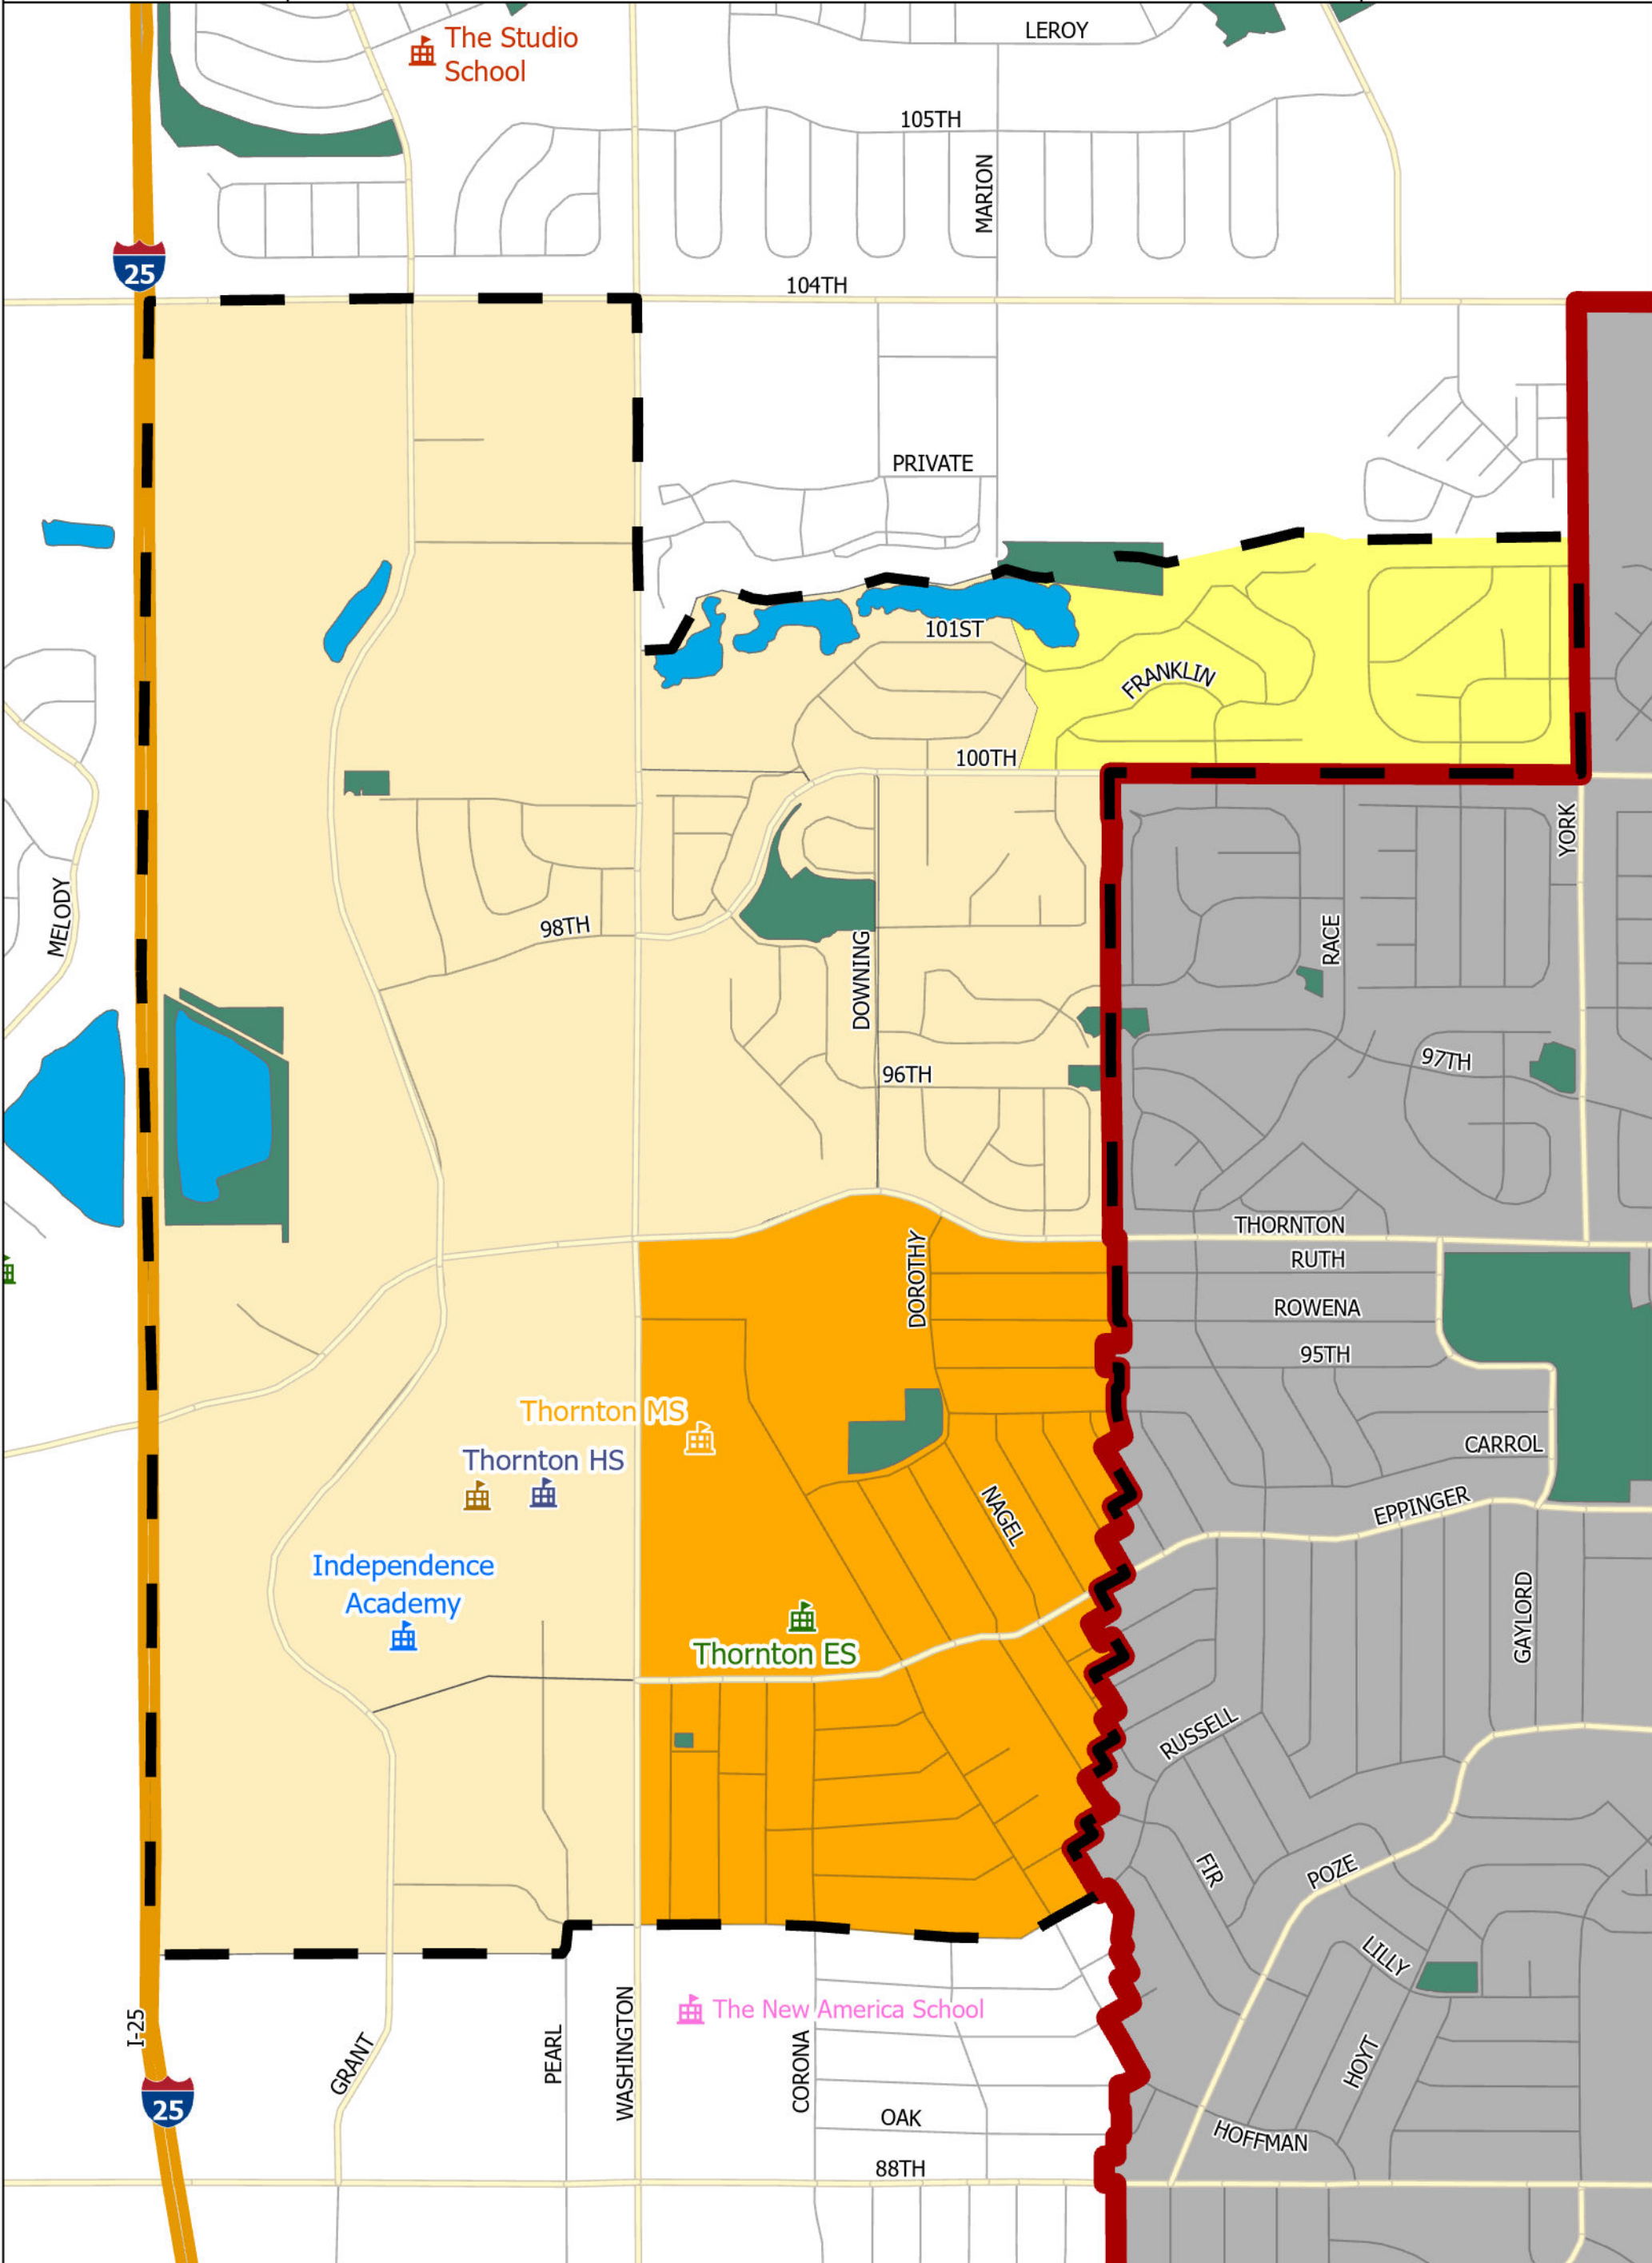 LEROY
The Studio
School
105TH
MARION
25
104TH
PRIVATE
101ST
FRANKLIN
100TH
YORK
MELODY
98TH
RACE
DOWNING
97TH
96TH
THORNTON
DOROTHY
RUTH
ROWENA
95TH
Thornton MS
CARROL
Thornton HS
EPPINGER
NAGEL
Independence
Academy
GAYLORD
Thornton ES
RUSSELL
FIR
POZE
LILLY
The New America School
I-25
GRANT
PEARL
WASHINGTON
CORONA
HOYT
25
OAK
HOFFMAN
88TH